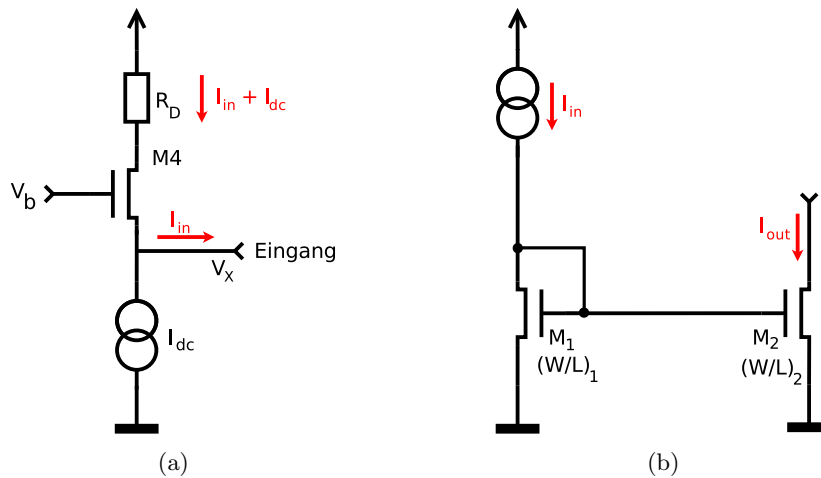 R_D
I_in + I_dc
M4
V_b
I_in
Eingang
V_X
I_dc
(a)
I_in
I_out
M_1
(W/L)_1
M_2
(W/L)_2
(b)